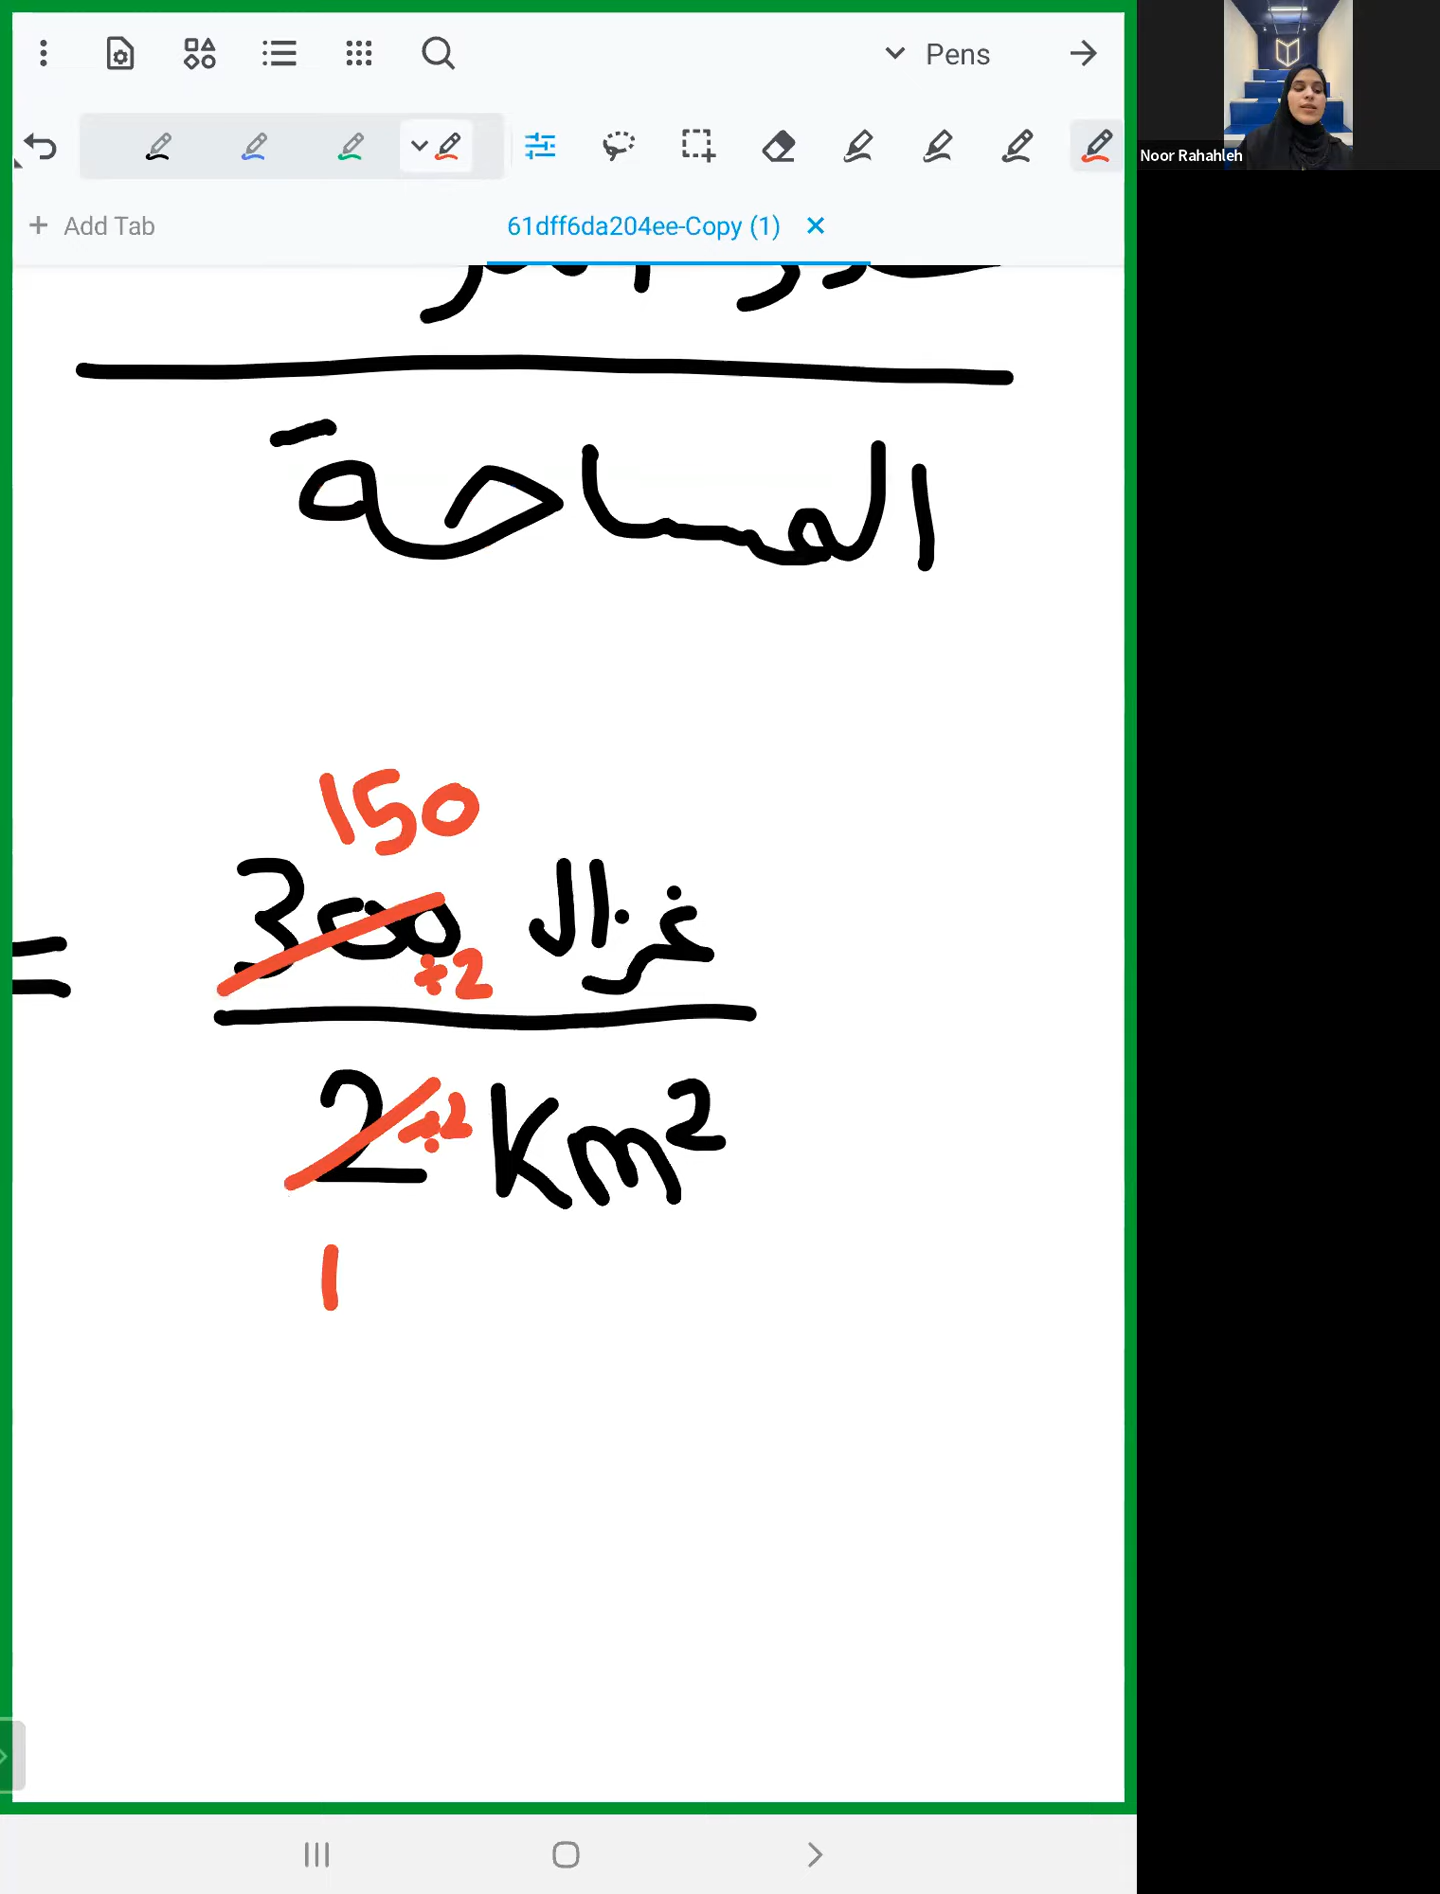 Pens
Noor Rahahleh
+ Add Tab
61dff6da204ee-Copy (1) ×
المساحة
150
300 غزال
÷2
=
2 Km²
÷2
1